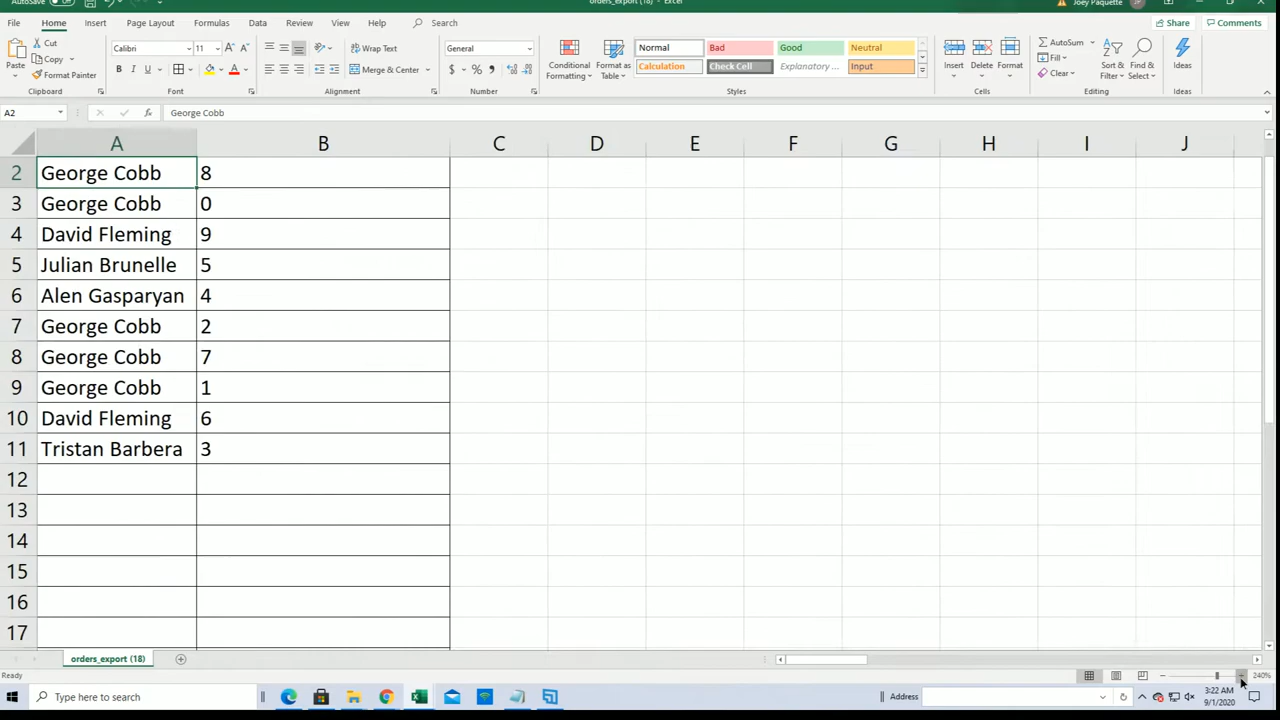 AutoSave
orders_export (18) - Excel
Joey Paquette JP
File Home Insert Page Layout Formulas Data Review View Help Search Share Comments
Paste Cut Copy Format Painter
Calibri 11 B I U A
Wrap Text Merge & Center
General $ % ,
Conditional Formatting Format as Table
Normal Bad Good Neutral
Calculation Check Cell Explanatory ... Input
Insert Delete Format
AutoSum Fill Clear
Sort & Filter Find & Select Ideas
Clipboard Font Alignment Number Styles Cells Editing Ideas
A2 fx George Cobb
A B C D E F G H I J
2 George Cobb 8
3 George Cobb 0
4 David Fleming 9
5 Julian Brunelle 5
6 Alen Gasparyan 4
7 George Cobb 2
8 George Cobb 7
9 George Cobb 1
10 David Fleming 6
11 Tristan Barbera 3
12
13
14
15
16
17
orders_export (18)
Ready 240%
Type here to search Address 3:22 AM
9/1/2020